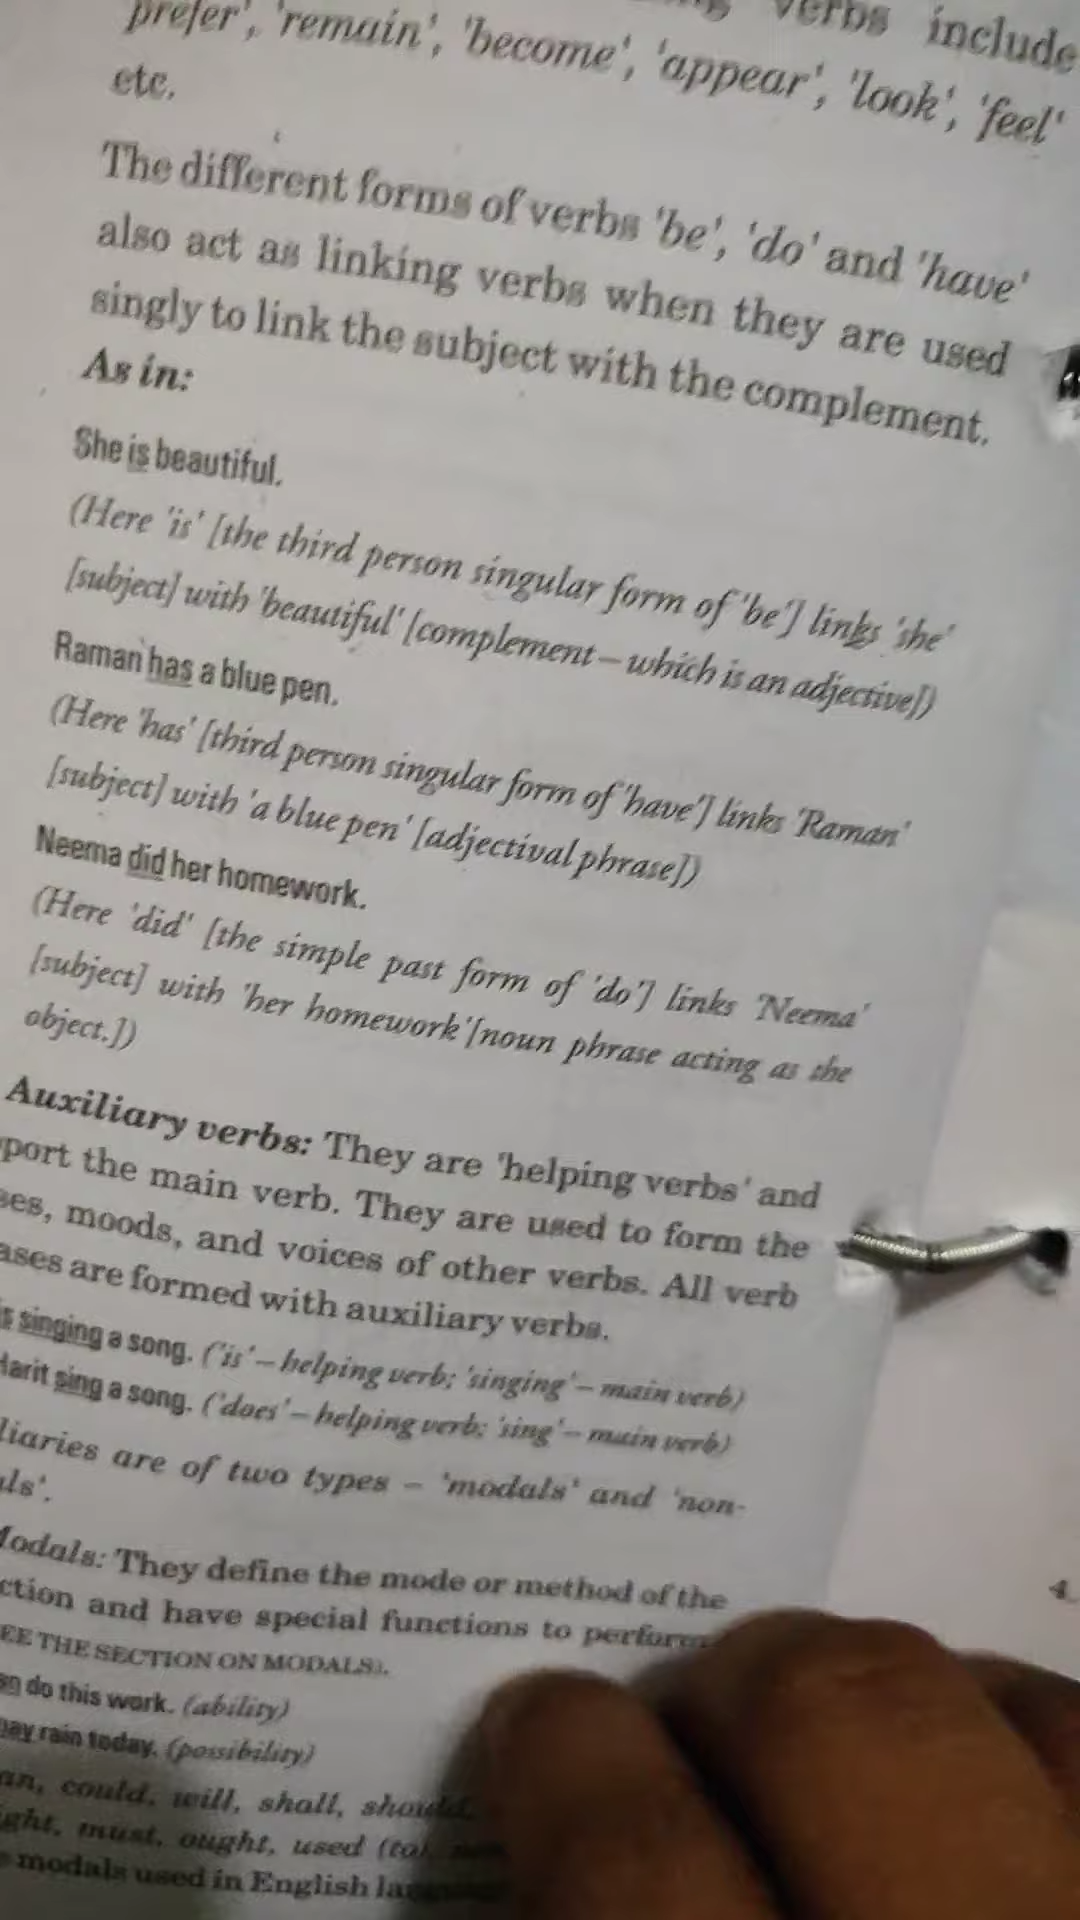 verbs include
prefer', 'remain', 'become', 'appear', 'look', 'feel'
etc.
The different forms of verbs 'be', 'do' and 'have'
also act as linking verbs when they are used
singly to link the subject with the complement.
As in:
She is beautiful.
(Here 'is' [the third person singular form of 'be'] links 'she'
[subject] with 'beautiful' [complement – which is an adjective])
Raman has a blue pen.
(Here 'has' [third person singular form of 'have'] links 'Raman'
[subject] with 'a blue pen' [adjectival phrase])
Neema did her homework.
(Here 'did' [the simple past form of 'do'] links 'Neema'
[subject] with 'her homework' [noun phrase acting as the
object.])
Auxiliary verbs: They are 'helping verbs' and
port the main verb. They are used to form the
ses, moods, and voices of other verbs. All verb
ases are formed with auxiliary verbs.
is singing a song. ('is' – helping verb; 'singing' – main verb)
Harit sing a song. ('does' – helping verb; 'sing' – main verb)
liaries are of two types – 'modals' and 'non-
als'.
Modals: They define the mode or method of the
ction and have special functions to perform
EE THE SECTION ON MODALS).
an do this work. (ability)
may rain today. (possibility)
an, could, will, shall, should,
ght, must, ought, used (to),
modals used in English
4.